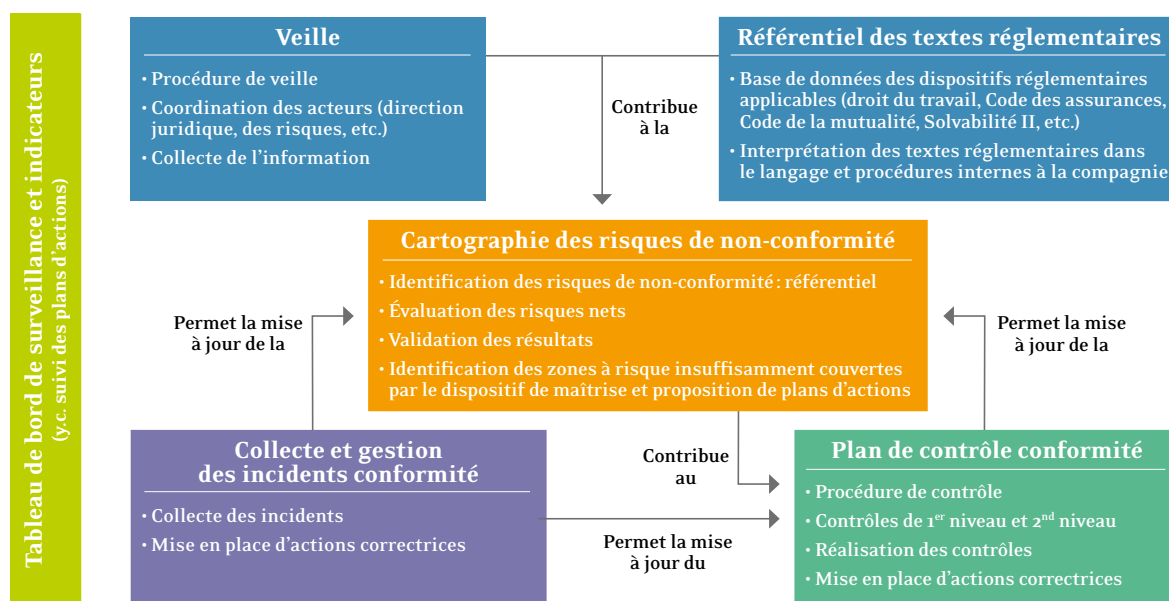 Tableau de bord de surveillance et indicateurs
(y.c. suivi des plans d'actions)
Veille
• Procédure de veille
• Coordination des acteurs (direction
juridique, des risques, etc.)
• Collecte de l'information
Contribue
à la
Référentiel des textes réglementaires
• Base de données des dispositifs réglementaires
applicables (droit du travail, Code des assurances,
Code de la mutualité, Solvabilité II, etc.)
• Interprétation des textes réglementaires dans
le langage et procédures internes à la compagnie
Cartographie des risques de non-conformité
• Identification des risques de non-conformité : référentiel
• Évaluation des risques nets
• Validation des résultats
• Identification des zones à risque insuffisamment couvertes
par le dispositif de maîtrise et proposition de plans d'actions
Permet la mise
à jour de la
Permet la mise
à jour de la
Collecte et gestion
des incidents conformité
• Collecte des incidents
• Mise en place d'actions correctrices
Contribue
au
Permet la mise
à jour du
Plan de contrôle conformité
• Procédure de contrôle
• Contrôles de 1er niveau et 2nd niveau
• Réalisation des contrôles
• Mise en place d'actions correctrices